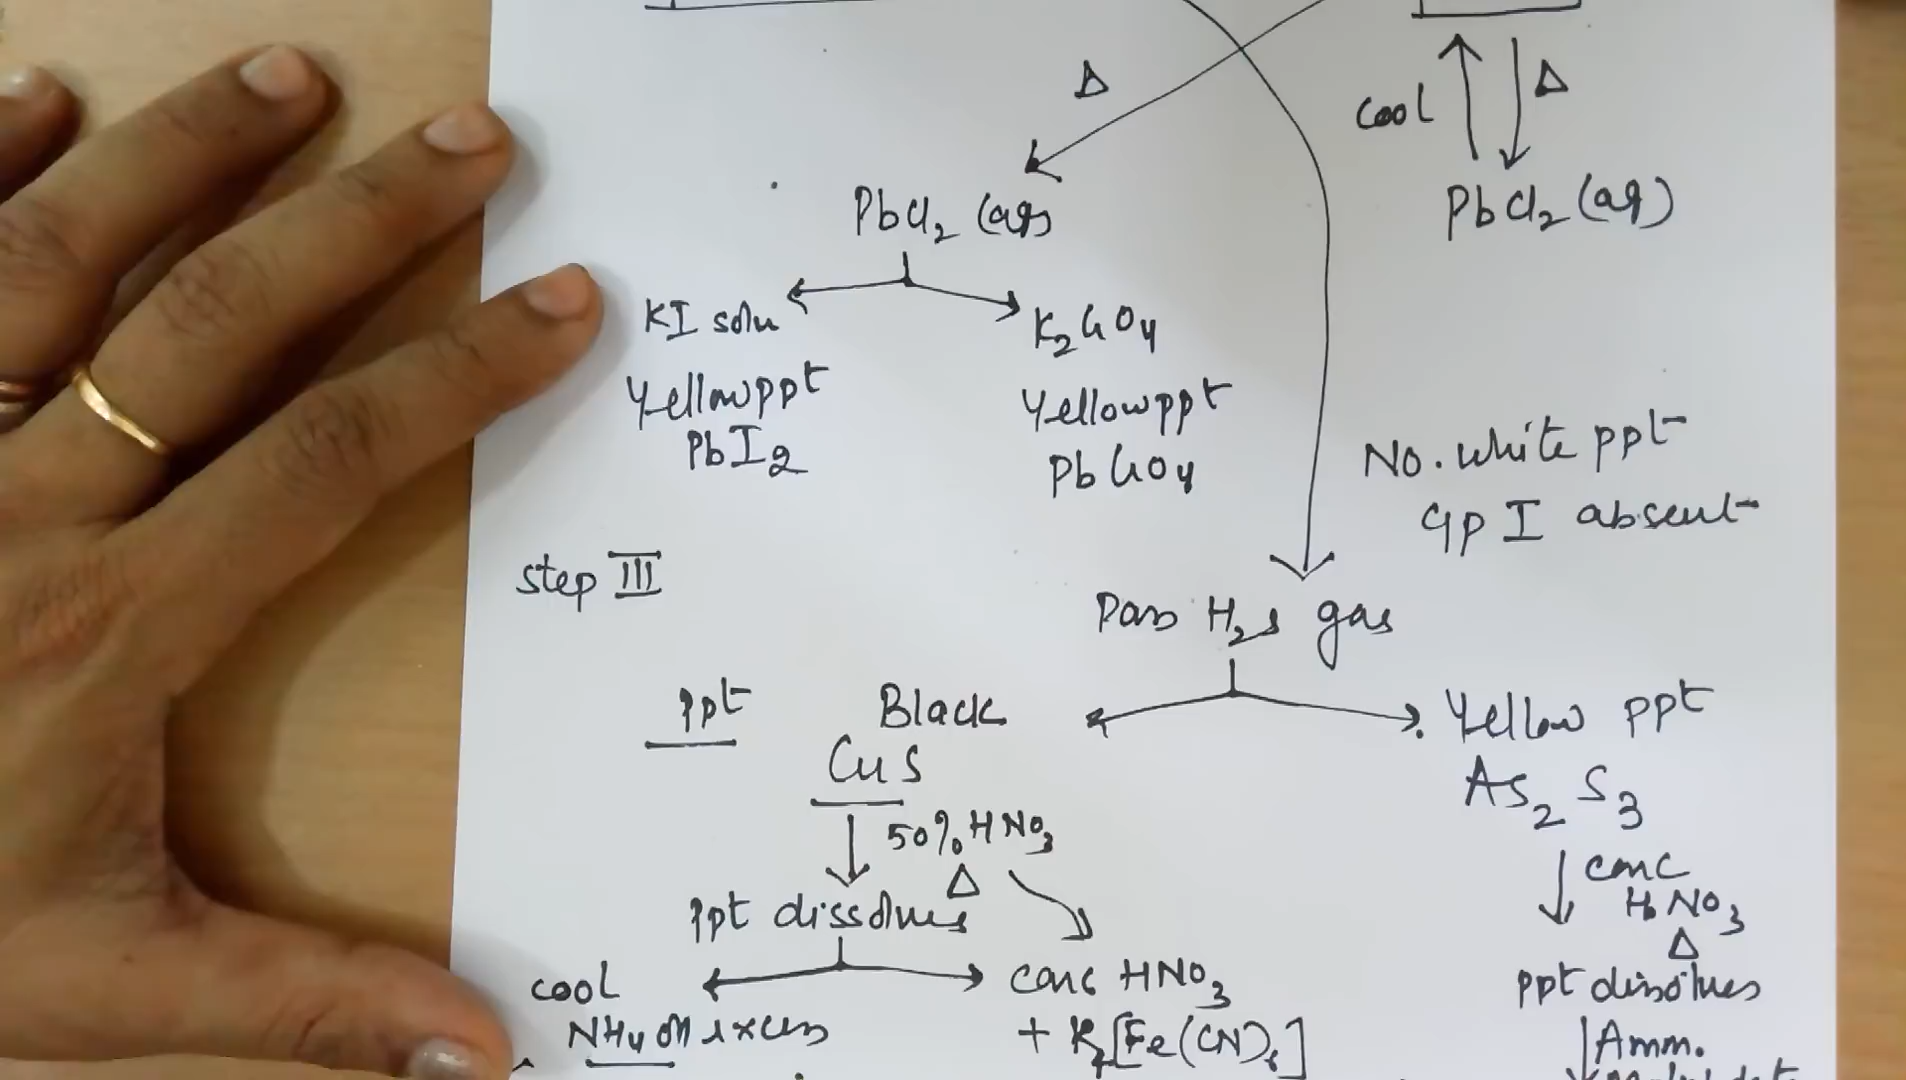 Δ
cool
Δ
PbCl2 (aq)
PbCl2 (aq)
KI soln
K2CrO4
Yellow ppt
PbI2
Yellow ppt
PbCrO4
No. white ppt
Gp I absent
Step III
Pass H2S gas
ppt
Black
CuS
Yellow ppt
As2S3
50% HNO3
Δ
conc
HNO3
Δ
ppt dissolves
ppt dissolves
cool
NH4OH excess
conc HNO3
+ K4[Fe(CN)6]
Amm.